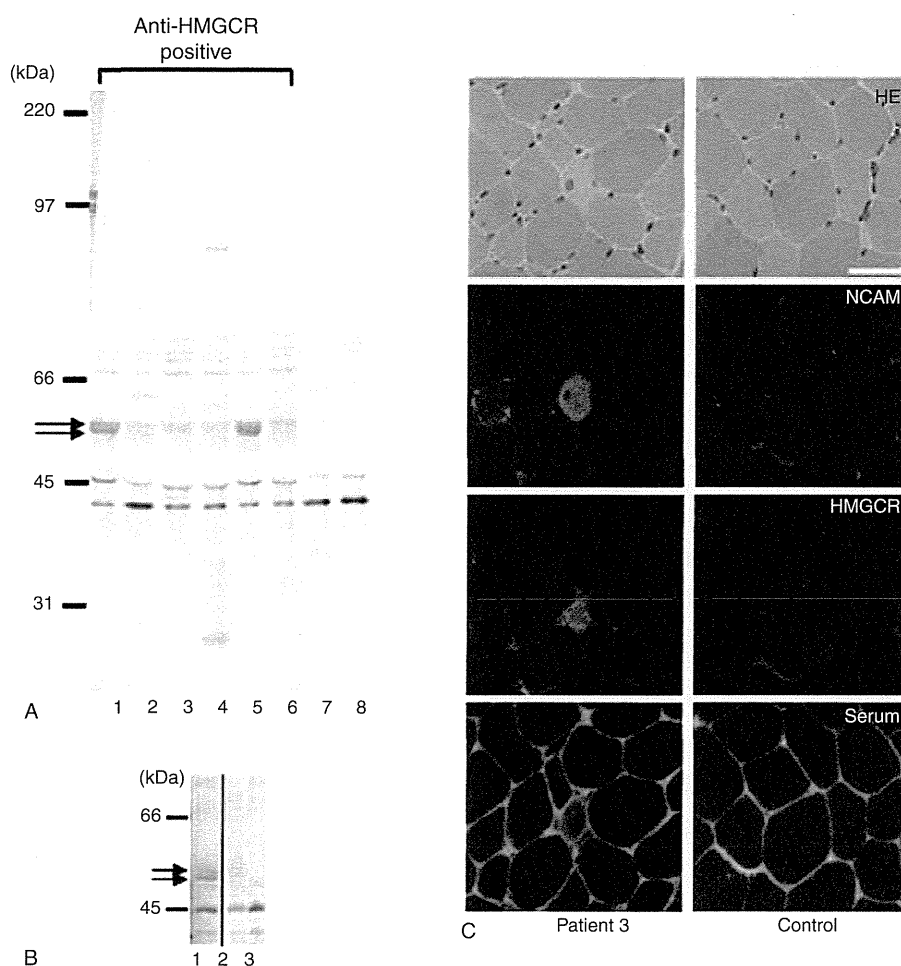 Anti-HMGCR
positive
(kDa)
220
97
66
45
31
A
1 2 3 4 5 6 7 8
(kDa)
66
45
B
1 2 3
HE
NCAM
HMGCR
Serum
C
Patient 3
Control